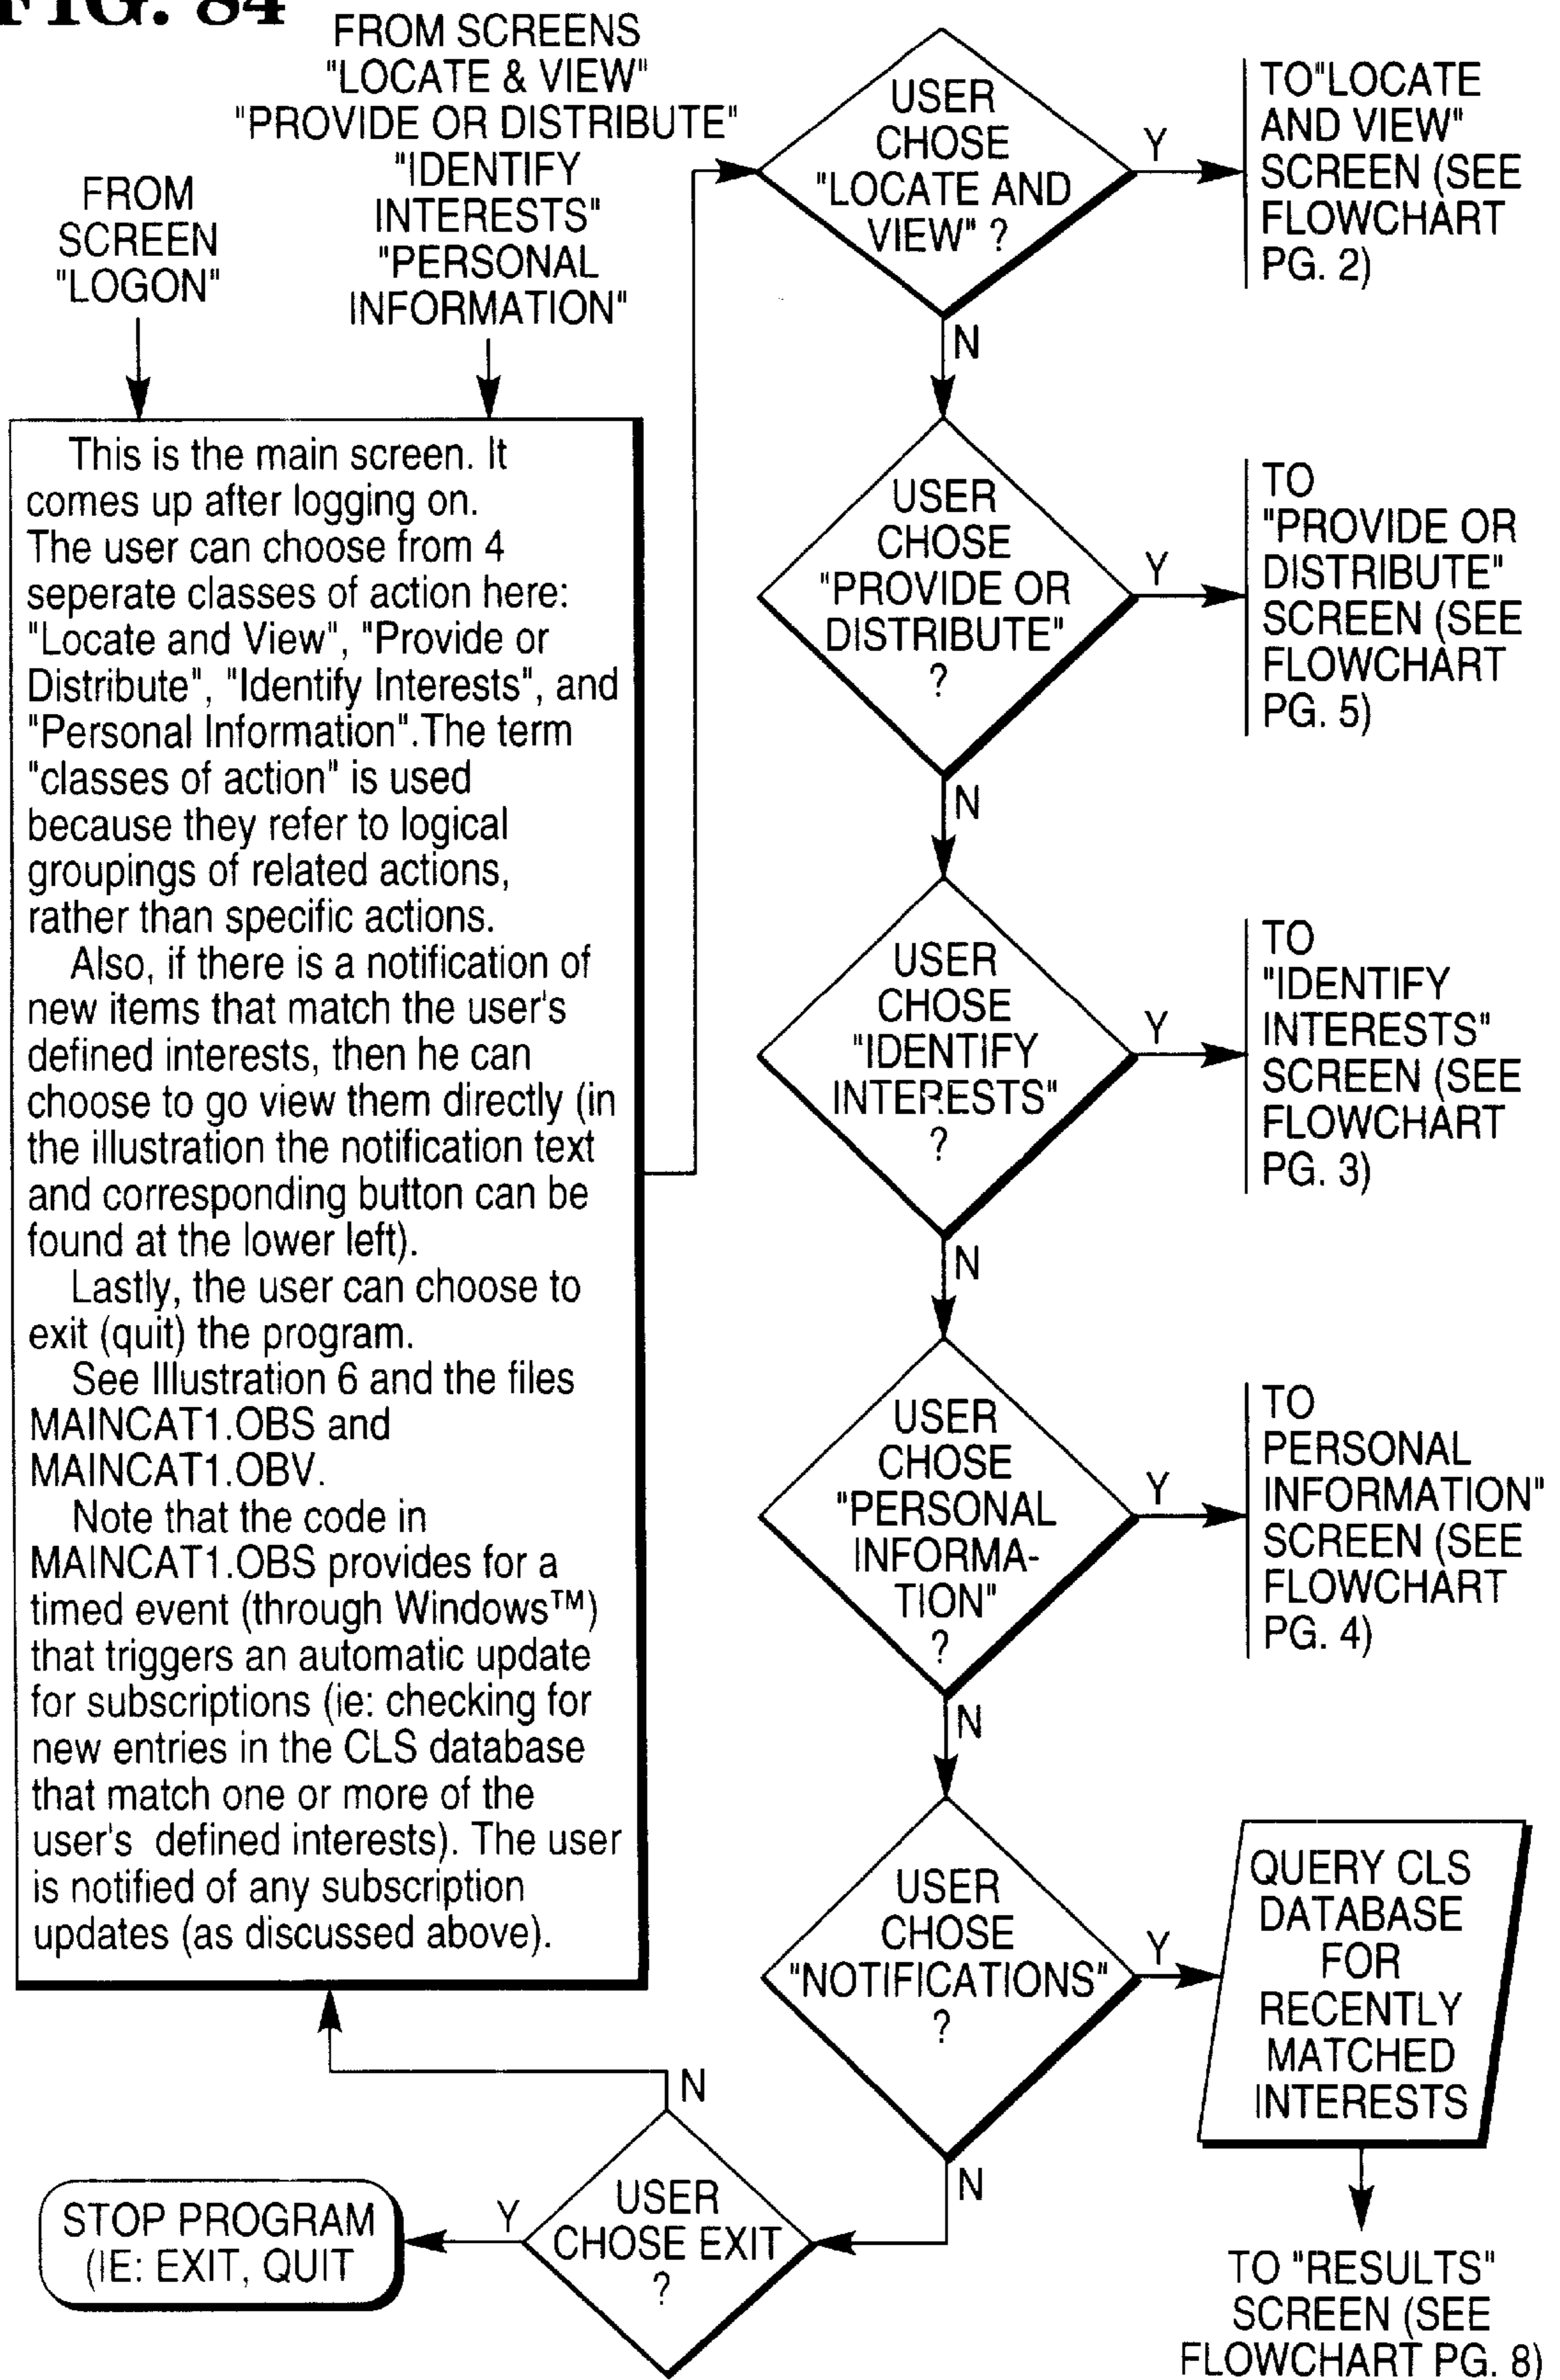 FIG. 84
FROM SCREENS
"LOCATE & VIEW"
"PROVIDE OR DISTRIBUTE"
"IDENTIFY
INTERESTS"
"PERSONAL
INFORMATION"
FROM
SCREEN
"LOGON"
This is the main screen. It
comes up after logging on.
The user can choose from 4
seperate classes of action here:
"Locate and View", "Provide or
Distribute", "Identify Interests", and
"Personal Information".The term
"classes of action" is used
because they refer to logical
groupings of related actions,
rather than specific actions.
Also, if there is a notification of
new items that match the user's
defined interests, then he can
choose to go view them directly (in
the illustration the notification text
and corresponding button can be
found at the lower left).
Lastly, the user can choose to
exit (quit) the program.
See Illustration 6 and the files
MAINCAT1.OBS and
MAINCAT1.OBV.
Note that the code in
MAINCAT1.OBS provides for a
timed event (through Windows™)
that triggers an automatic update
for subscriptions (ie: checking for
new entries in the CLS database
that match one or more of the
user's defined interests). The user
is notified of any subscription
updates (as discussed above).
USER
CHOSE
"LOCATE AND
VIEW" ?
Y
TO"LOCATE
AND VIEW"
SCREEN (SEE
FLOWCHART
PG. 2)
N
USER
CHOSE
"PROVIDE OR
DISTRIBUTE"
?
Y
TO
"PROVIDE OR
DISTRIBUTE"
SCREEN (SEE
FLOWCHART
PG. 5)
N
USER
CHOSE
"IDENTIFY
INTERESTS"
?
Y
TO
"IDENTIFY
INTERESTS"
SCREEN (SEE
FLOWCHART
PG. 3)
N
USER
CHOSE
"PERSONAL
INFORMA-
TION"
?
Y
TO
PERSONAL
INFORMATION"
SCREEN (SEE
FLOWCHART
PG. 4)
N
USER
CHOSE
"NOTIFICATIONS"
?
Y
QUERY CLS
DATABASE
FOR
RECENTLY
MATCHED
INTERESTS
TO "RESULTS"
SCREEN (SEE
FLOWCHART PG. 8)
N
USER
CHOSE EXIT
?
N
Y
STOP PROGRAM
(IE: EXIT, QUIT